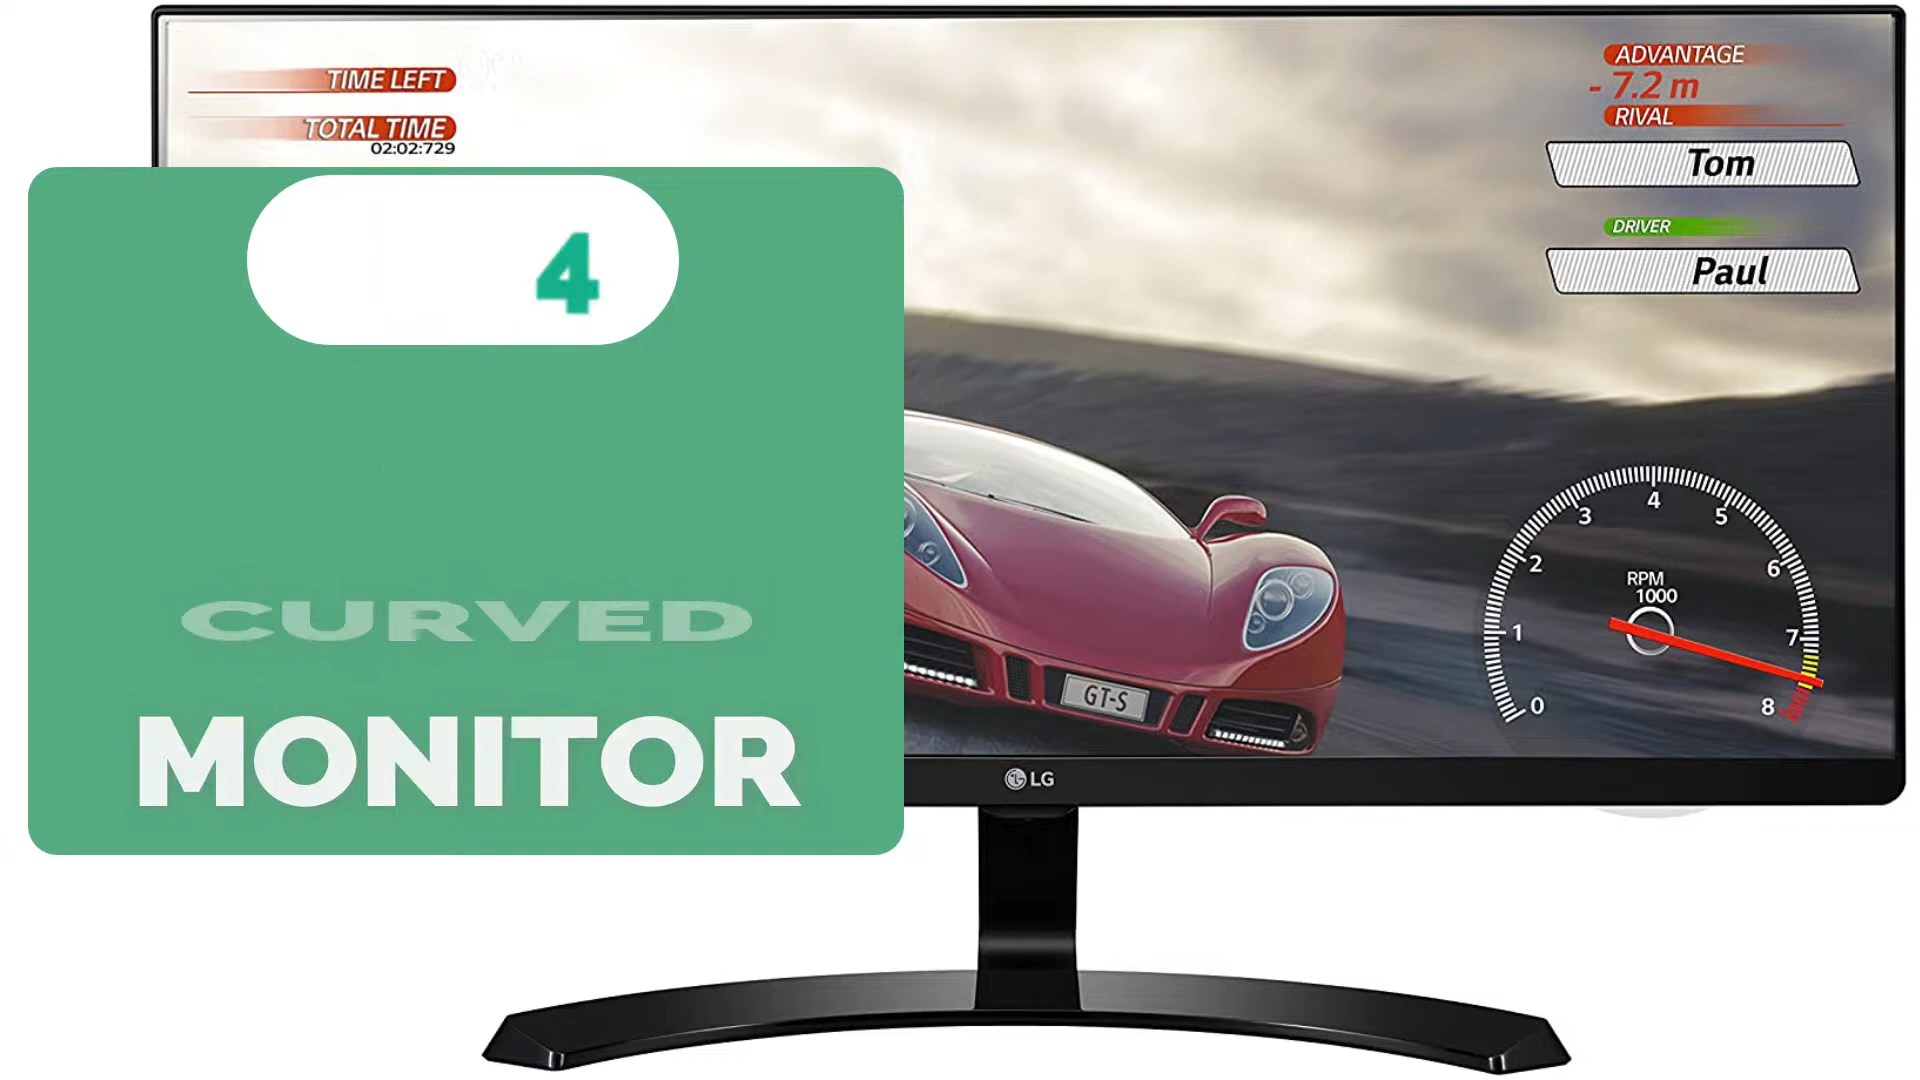 TIME LEFT
TOTAL TIME
02:02:729
ADVANTAGE
- 7.2 m
RIVAL
Tom
DRIVER
Paul
4
CURVED
MONITOR
3
4
5
2
6
RPM
1000
1
7
0
8
GT-S
LG